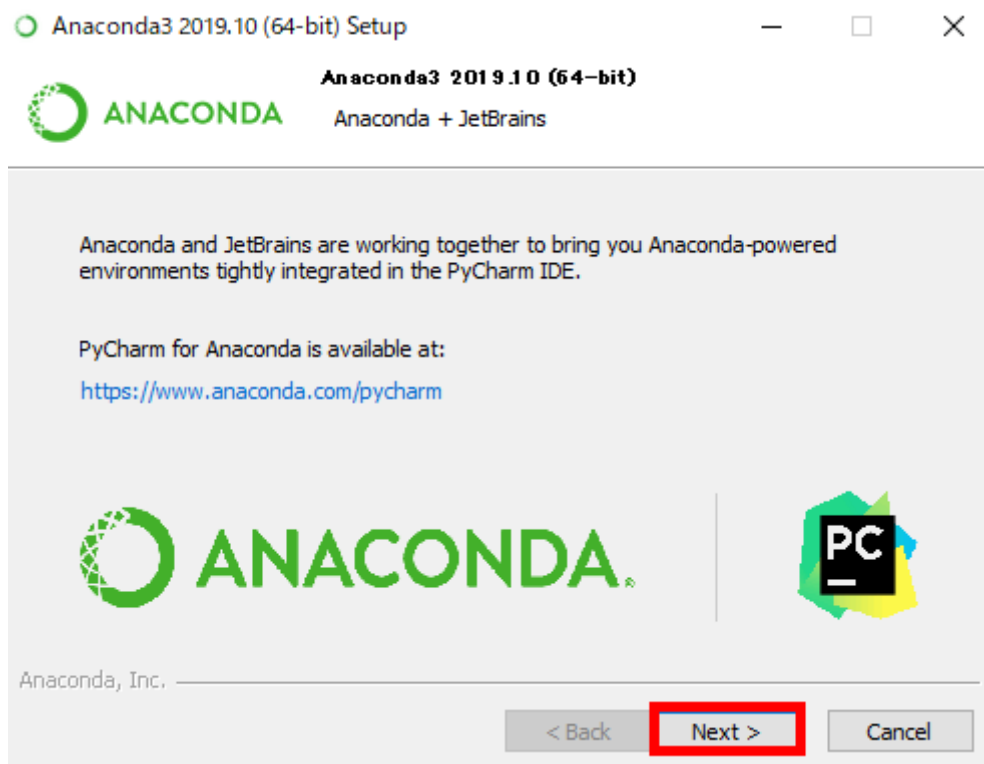 Anaconda3 2019.10 (64-bit) Setup
Anaconda3 2019.10 (64-bit)
ANACONDA
Anaconda + JetBrains
Anaconda and JetBrains are working together to bring you Anaconda-powered
environments tightly integrated in the PyCharm IDE.
PyCharm for Anaconda is available at:
https://www.anaconda.com/pycharm
ANACONDA®
PC
Anaconda, Inc.
< Back Next > Cancel